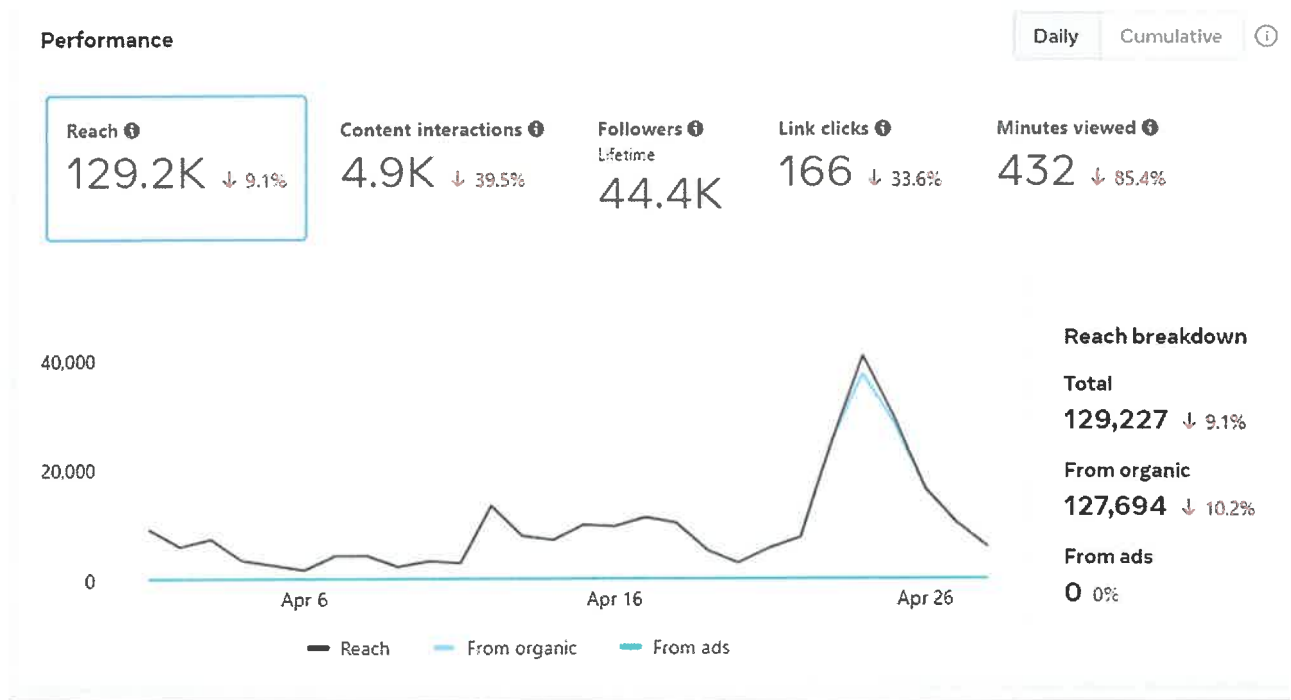 Performance
Daily Cumulative
Reach
129.2K ↓ 9.1%
Content interactions
4.9K ↓ 39.5%
Followers
Lifetime
44.4K
Link clicks
166 ↓ 33.6%
Minutes viewed
432 ↓ 85.4%
40,000
20,000
0
Apr 6 Apr 16 Apr 26
Reach From organic From ads
Reach breakdown
Total
129,227 ↓ 9.1%
From organic
127,694 ↓ 10.2%
From ads
0 0%